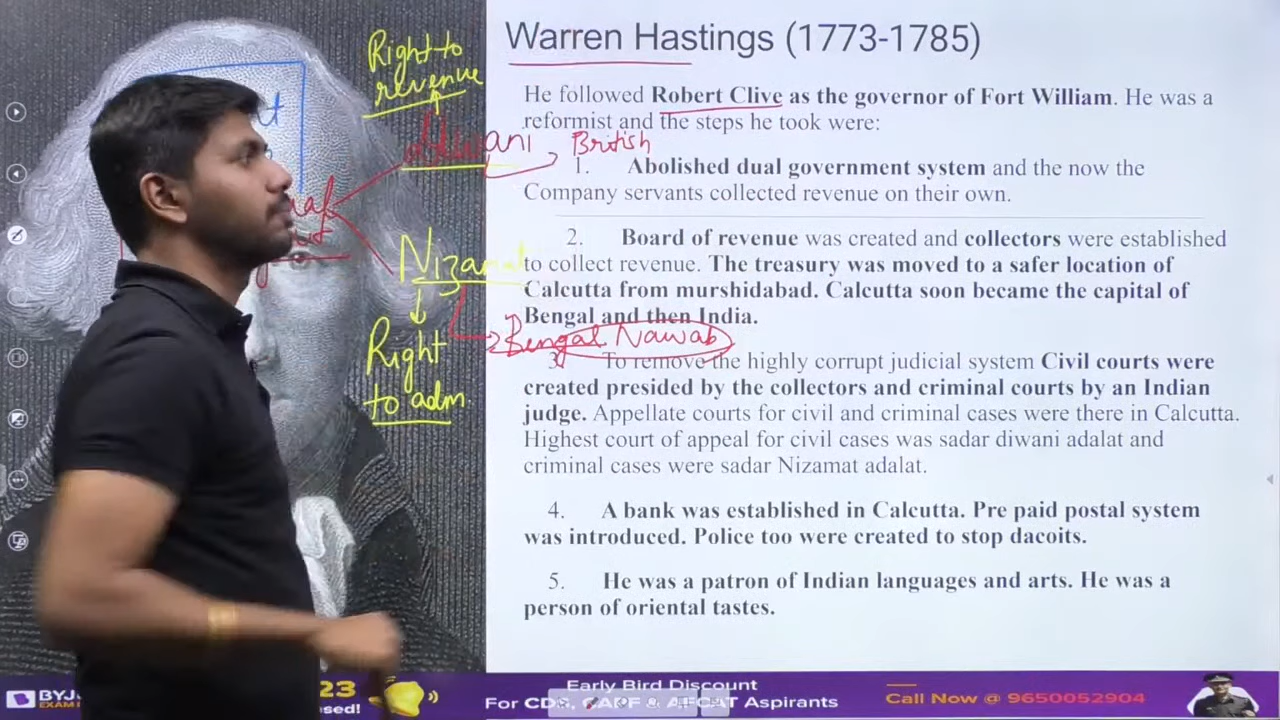 Warren Hastings (1773-1785)
He followed Robert Clive as the governor of Fort William. He was a
reformist and the steps he took were:
1. Abolished dual government system and the now the
Company servants collected revenue on their own.
2. Board of revenue was created and collectors were established
to collect revenue. The treasury was moved to a safer location of
Calcutta from murshidabad. Calcutta soon became the capital of
Bengal and then India.
3. To remove the highly corrupt judicial system Civil courts were
created presided by the collectors and criminal courts by an Indian
judge. Appellate courts for civil and criminal cases were there in Calcutta.
Highest court of appeal for civil cases was sadar diwani adalat and
criminal cases were sadar Nizamat adalat.
4. A bank was established in Calcutta. Pre paid postal system
was introduced. Police too were created to stop dacoits.
5. He was a patron of Indian languages and arts. He was a
person of oriental tastes.
Right to
revenue
British
Bengal Nawab
Right
to adm
BYJ
EXAM
23
Early Bird Discount
For CDS, CAPF & AFCAT Aspirants
Call Now @ 9650052904